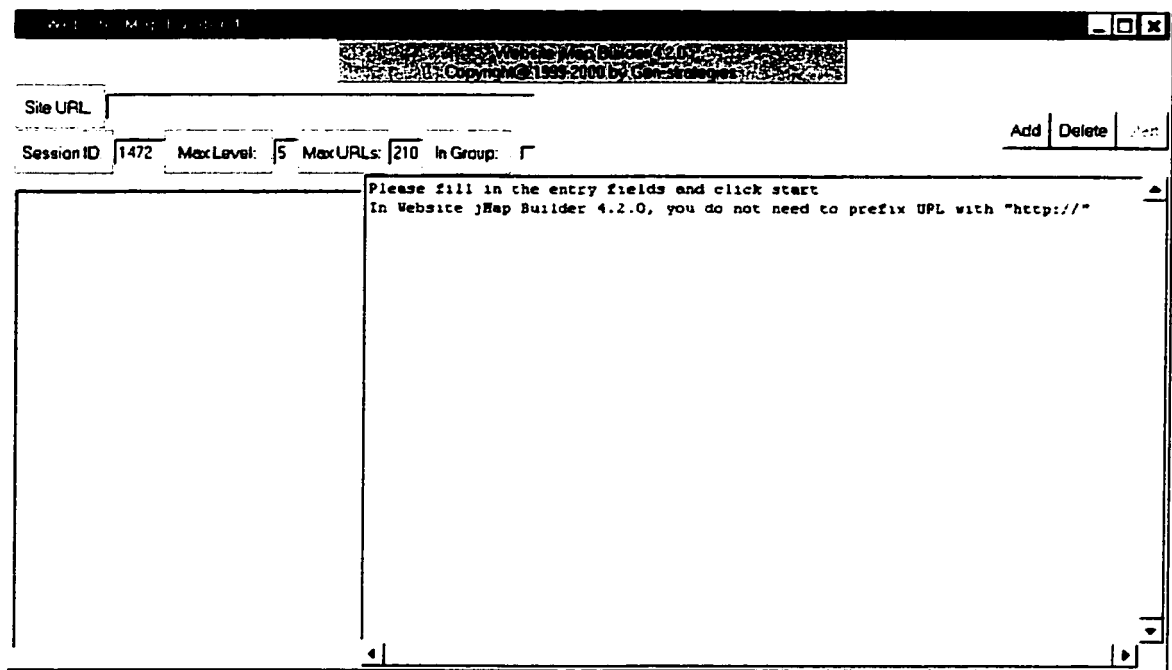 Website jMap Builder 4.2.0
Copyright@1999-2000 by Gen-strategies
Site URL
Add Delete
Session ID 1472 Max Level: 5 Max URLs: 210 In Group:
Please fill in the entry fields and click start
In Website jMap Builder 4.2.0, you do not need to prefix URL with "http://"